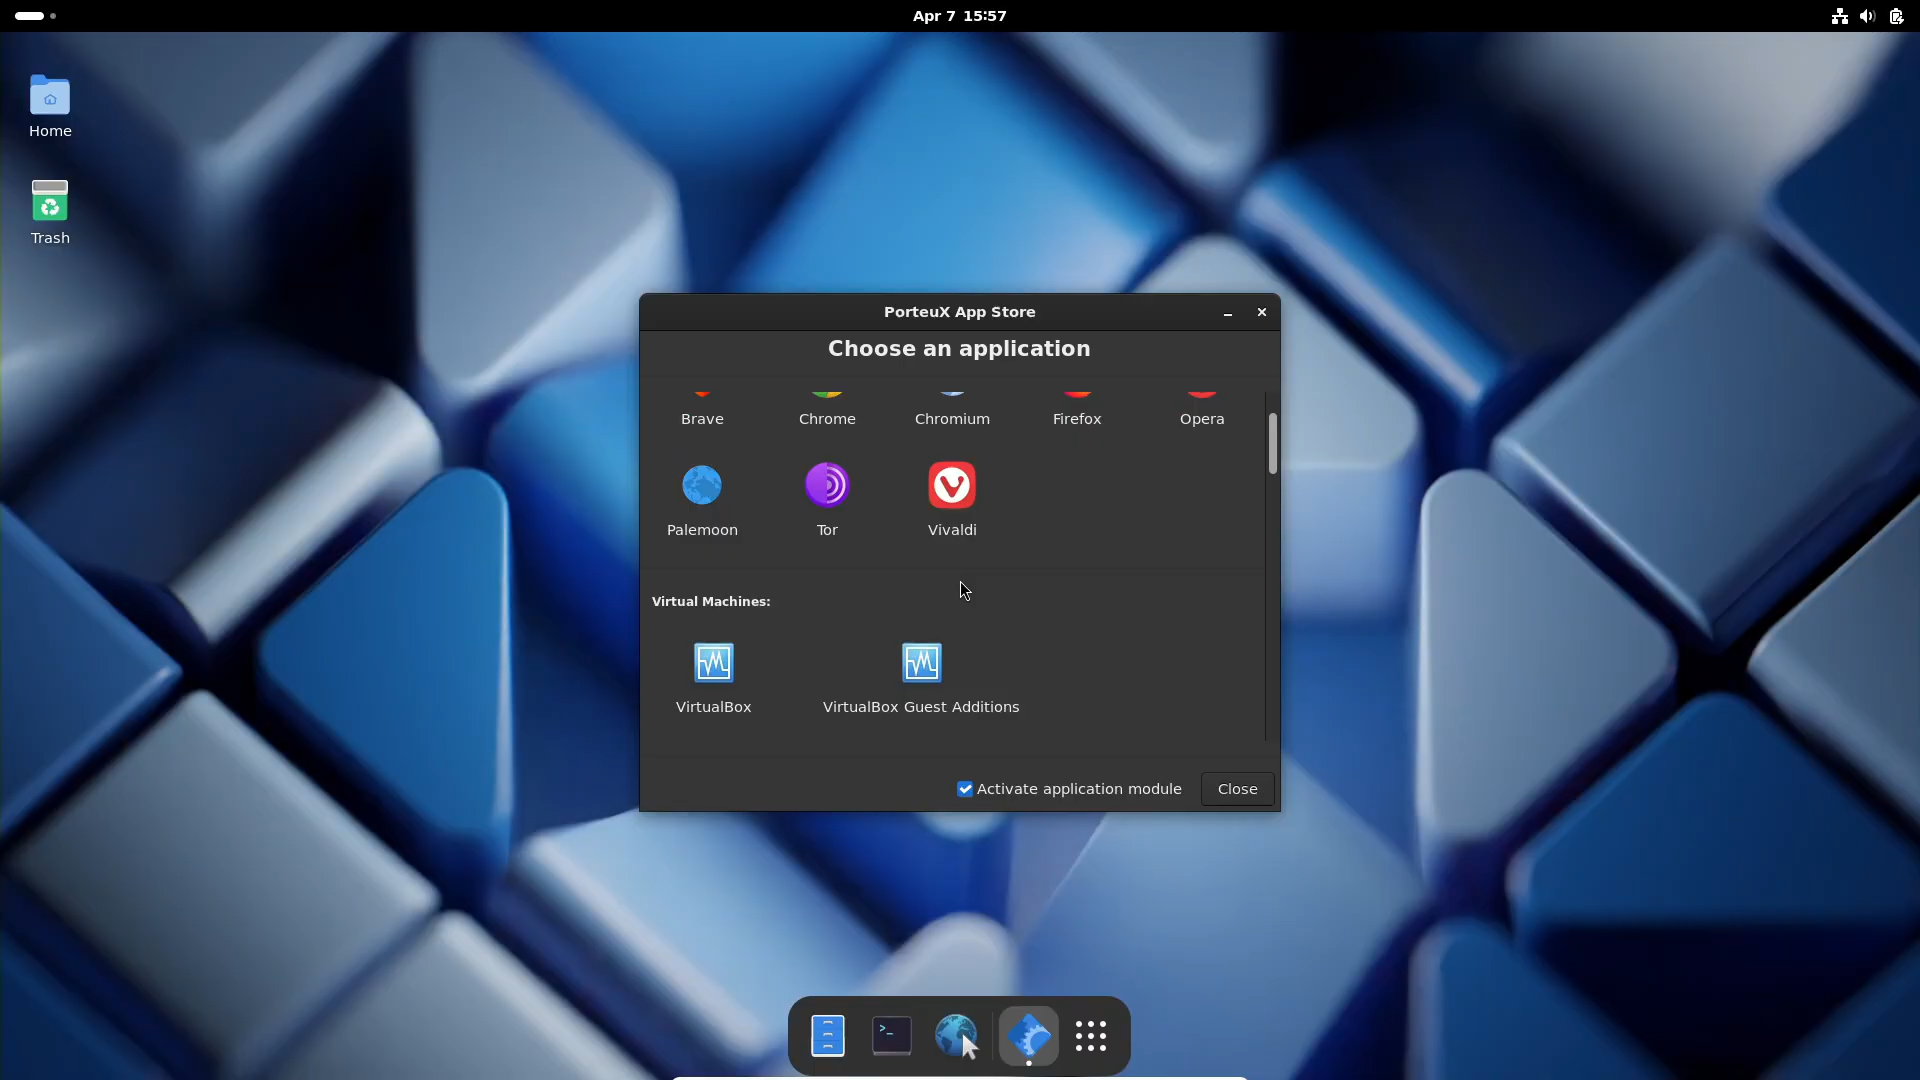 Apr 7 15:57
Home
Trash
PorteuX App Store
Choose an application
Brave Chrome Chromium Firefox Opera
Palemoon Tor Vivaldi
Virtual Machines:
VirtualBox VirtualBox Guest Additions
Activate application module Close